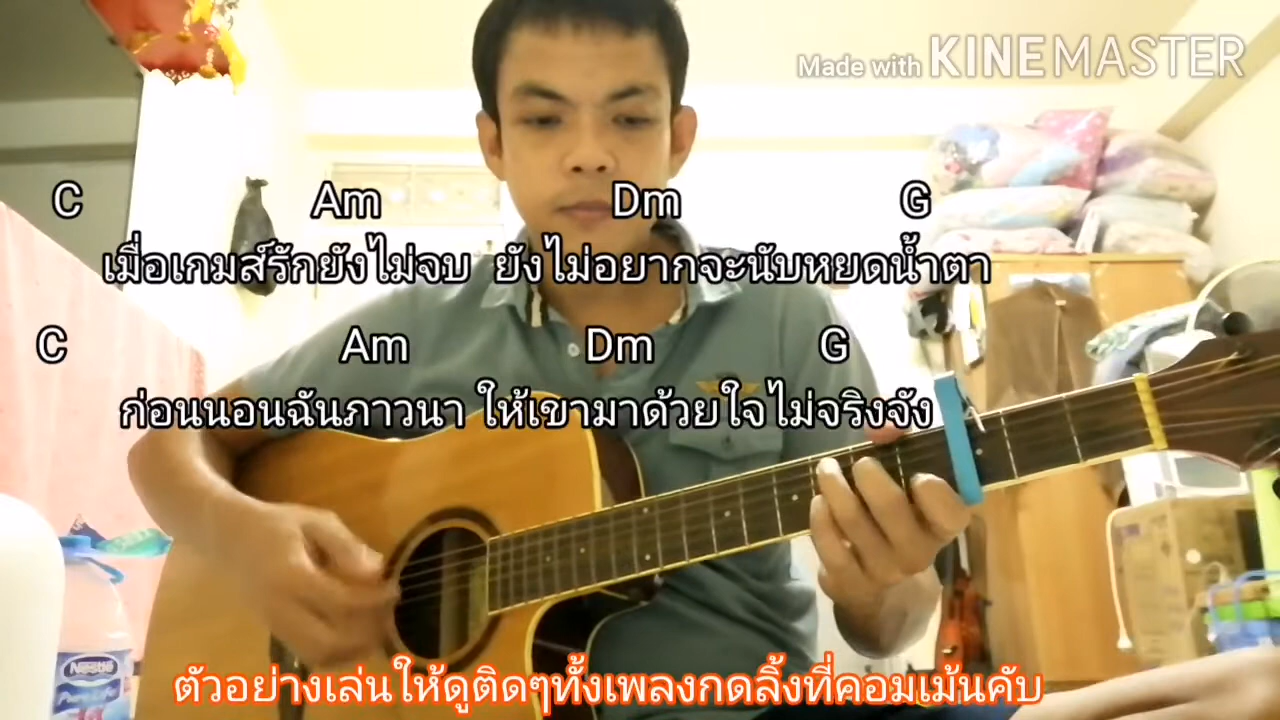 Made with KINEMASTER
C Am Dm G
เมื่อเกมส์รักยังไม่จบ ยังไม่อยากจะนับหยดน้ำตา
C Am Dm G
ก่อนนอนฉันภาวนา ให้เขามาด้วยใจไม่จริงจัง
Nestlé
Pure Life
ตัวอย่างเล่นให้ดูติดๆทั้งเพลงกดลิ้งที่คอมเม้นคับ